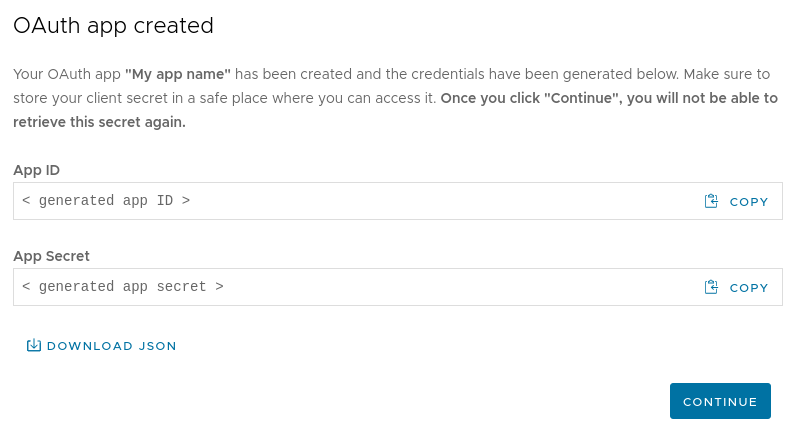 OAuth app created
Your OAuth app "My app name" has been created and the credentials have been generated below. Make sure to
store your client secret in a safe place where you can access it. Once you click "Continue", you will not be able to
retrieve this secret again.
App ID
< generated app ID > COPY
App Secret
< generated app secret > COPY
DOWNLOAD JSON
CONTINUE